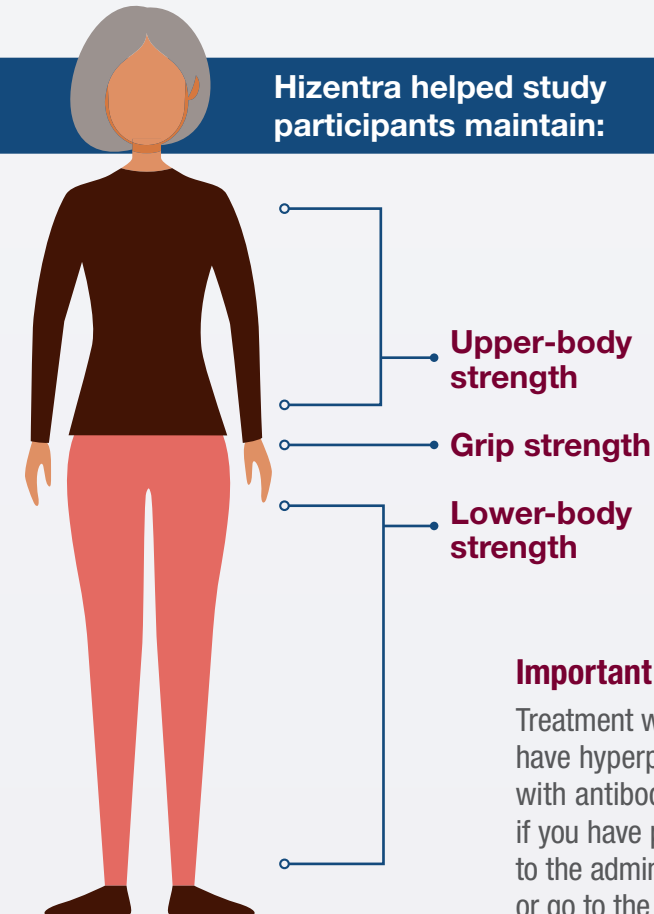 Hizentra helped study
participants maintain:
Upper-body
strength
Grip strength
Lower-body
strength
Important
Treatment w
have hyperp
with antiboc
if you have p
to the admir
or go to the